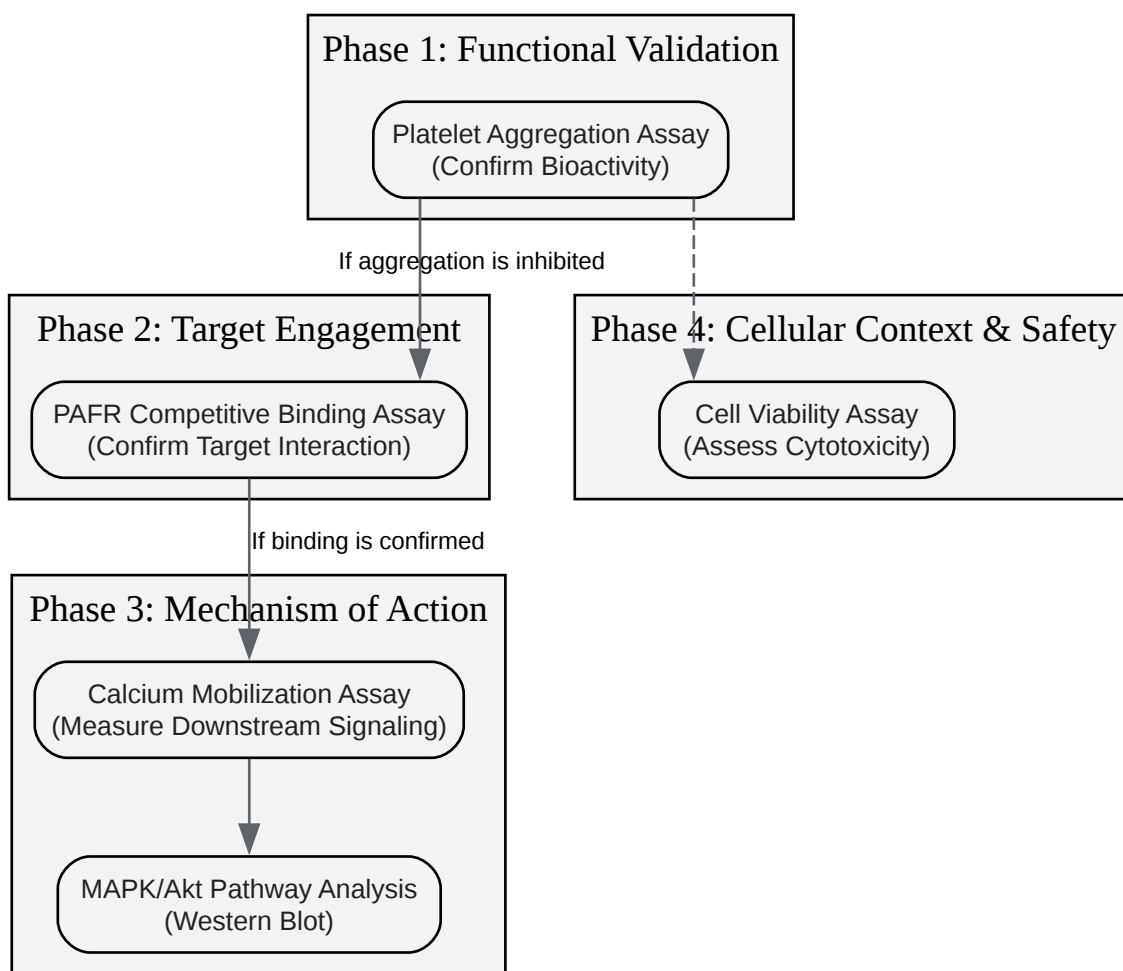 Phase 1: Functional Validation
Platelet Aggregation Assay
(Confirm Bioactivity)
If aggregation is inhibited
Phase 2: Target Engagement
PAFR Competitive Binding Assay
(Confirm Target Interaction)
Phase 4: Cellular Context & Safety
Cell Viability Assay
(Assess Cytotoxicity)
If binding is confirmed
Phase 3: Mechanism of Action
Calcium Mobilization Assay
(Measure Downstream Signaling)
MAPK/Akt Pathway Analysis
(Western Blot)